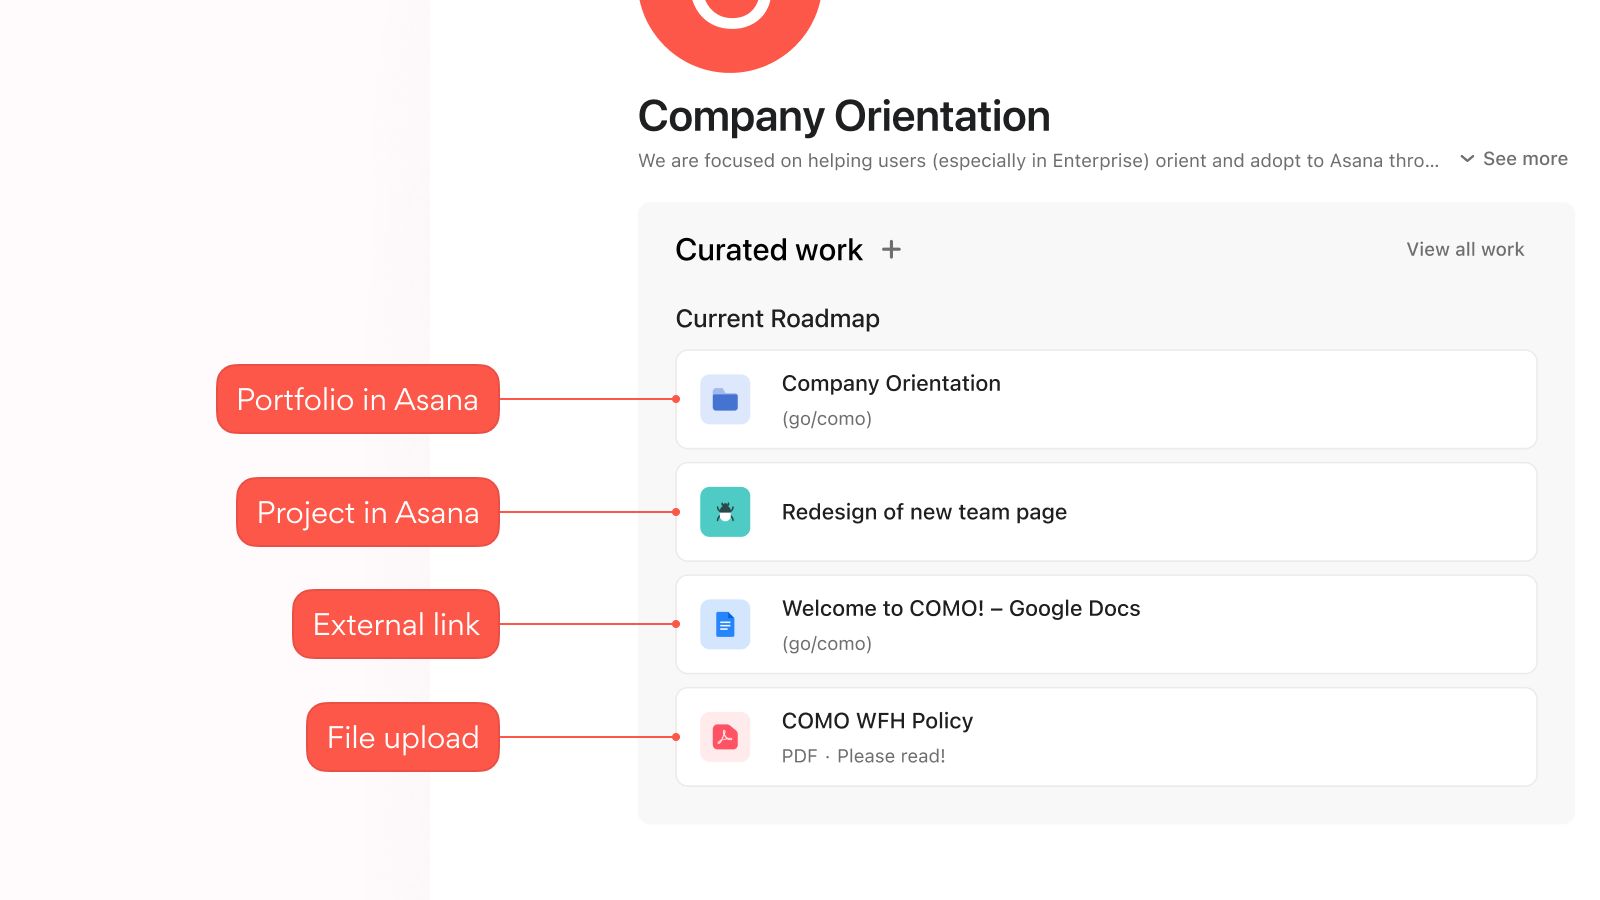 Company Orientation
We are focused on helping users (especially in Enterprise) orient and adopt to Asana thro... See more
Curated work + View all work
Current Roadmap
Portfolio in Asana
Company Orientation
(go/como)
Project in Asana
Redesign of new team page
External link
Welcome to COMO! – Google Docs
(go/como)
File upload
COMO WFH Policy
PDF · Please read!